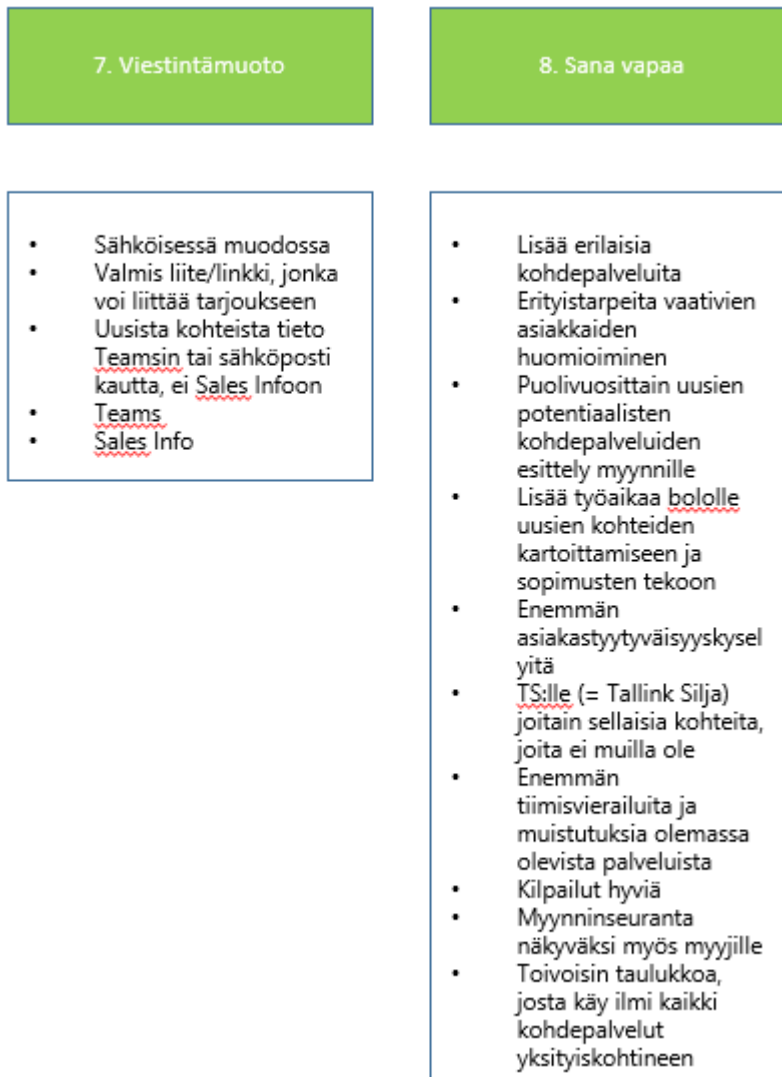 7. Viestintämuoto
• Sähköisessä muodossa
• Valmis liite/linkki, jonka
voi liittää tarjoukseen
• Uusista kohteista tieto
Teamsin tai sähköposti
kautta, ei Sales Infoon
• Teams
• Sales Info
8. Sana vapaa
• Lisää erilaisia
kohdepalveluita
• Erityistarpeita vaativien
asiakkaiden
huomioiminen
• Puolivuosittain uusien
potentiaalisten
kohdepalveluiden
esittely myynnille
• Lisää työaikaa bololle
uusien kohteiden
kartoittamiseen ja
sopimusten tekoon
• Enemmän
asiakastyytyväisyyskysel
yitä
• TS:lle (= Tallink Silja)
joitain sellaisia kohteita,
joita ei muilla ole
• Enemmän
tiimisvierailuita ja
muistutuksia olemassa
olevista palveluista
• Kilpailut hyviä
• Myynninseuranta
näkyväksi myös myyjille
• Toivoisin taulukkoa,
josta käy ilmi kaikki
kohdepalvelut
yksityiskohtineen